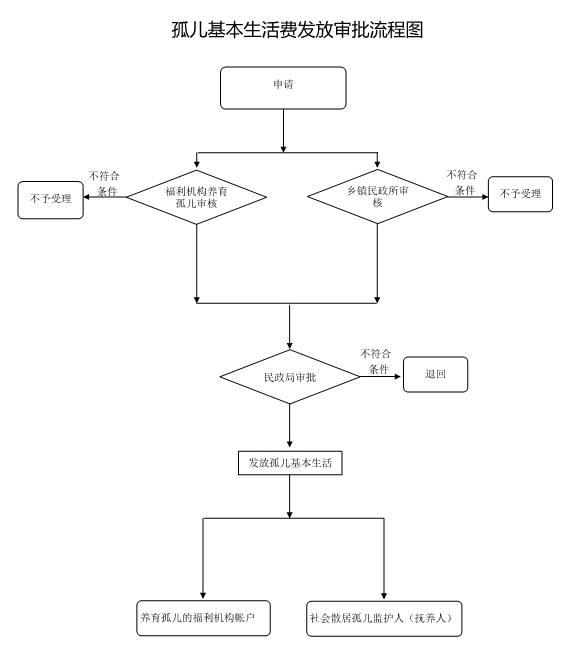 孤儿基本生活费发放审批流程图
申请
不符合
条件
不予受理
福利机构养育
孤儿审核
乡镇民政所审
核
不符合
条件
不予受理
民政局审批
不符合
条件
退回
发放孤儿基本生活
养育孤儿的福利机构帐户
社会散居孤儿监护人（抚养人）